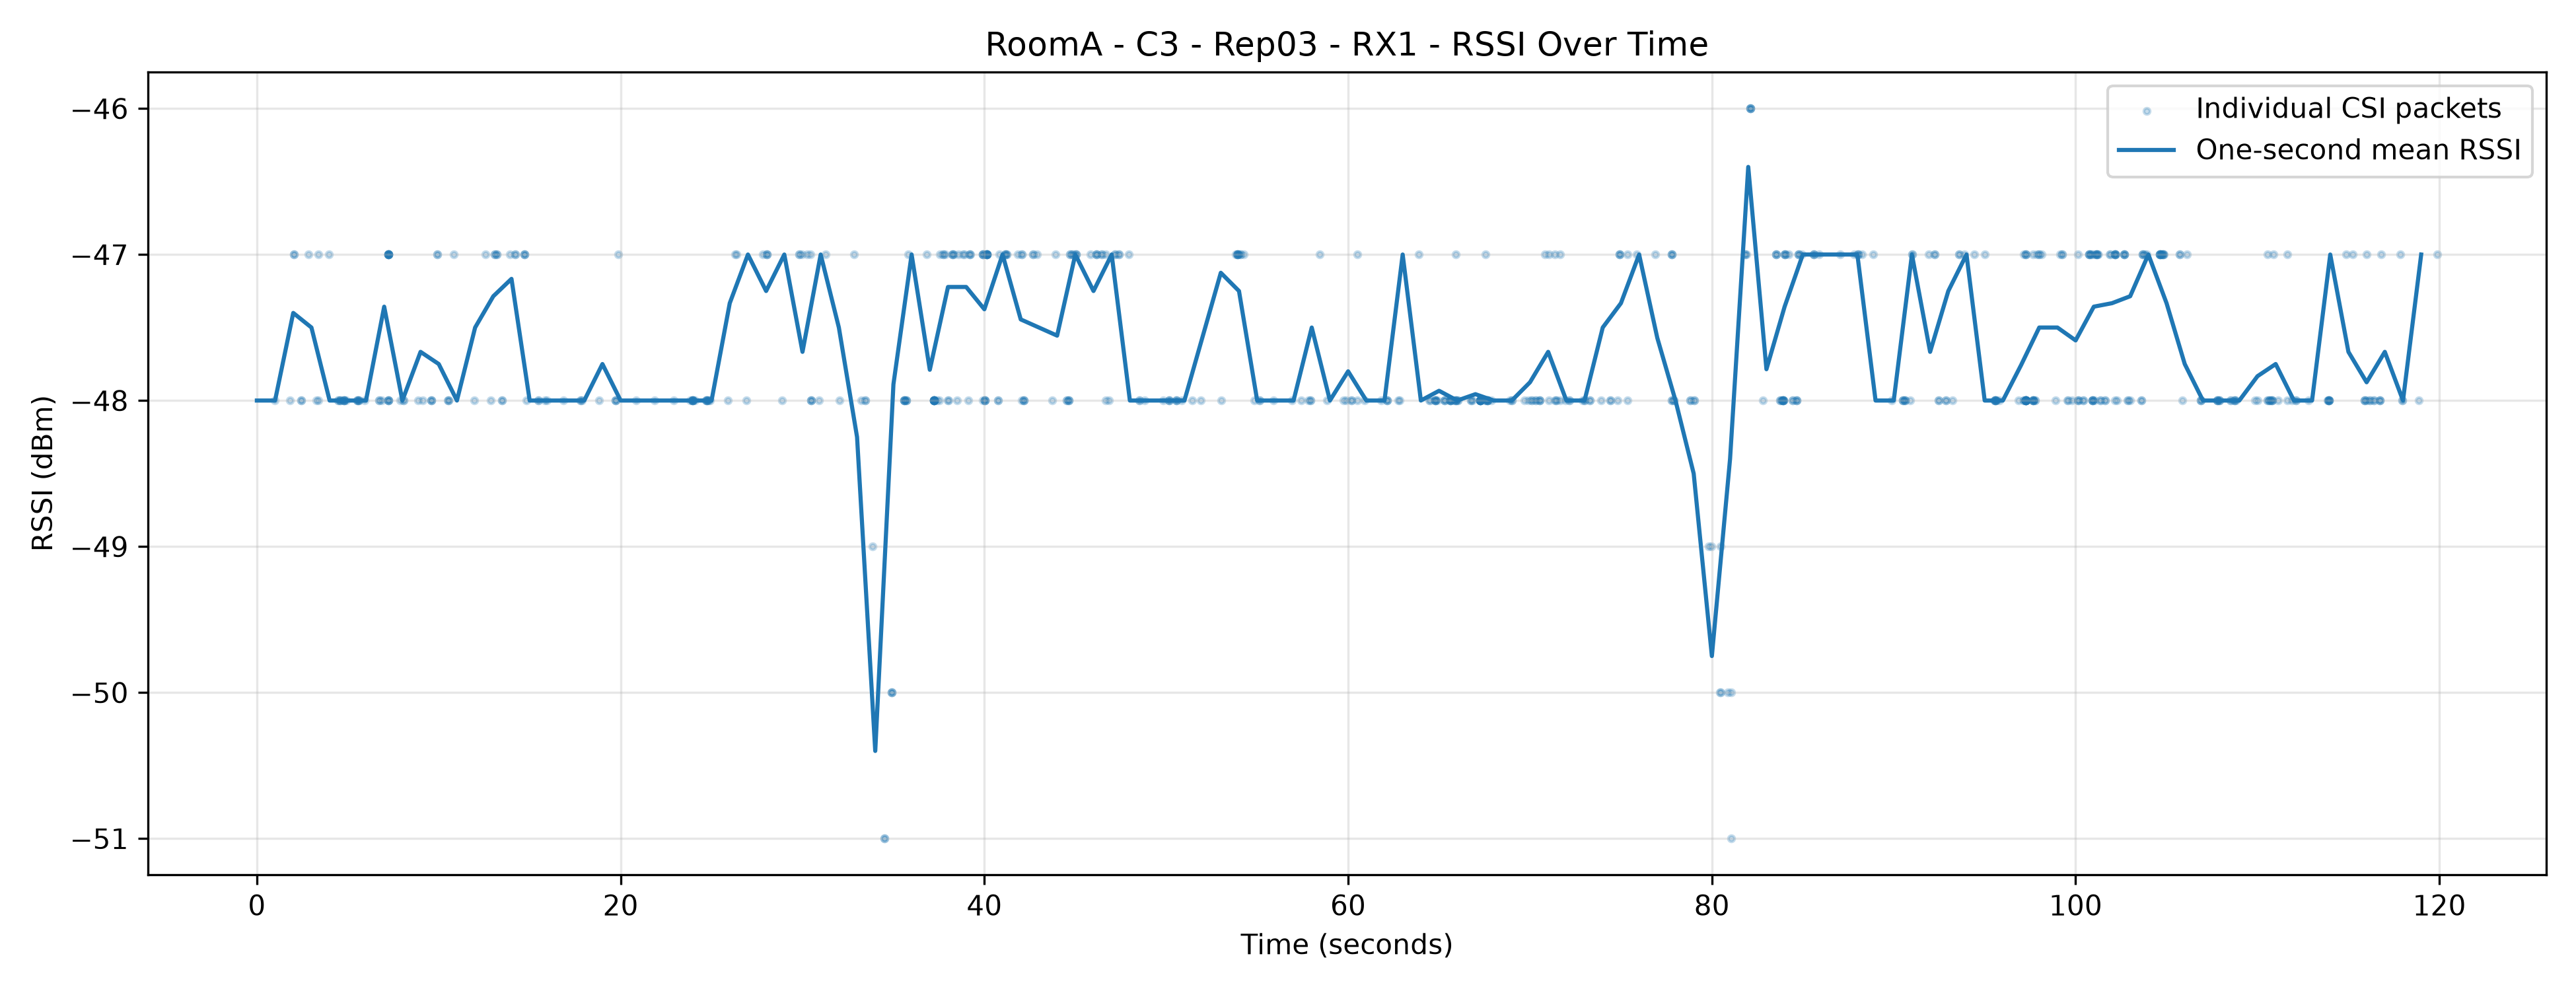 RoomA - C3 - Rep03 - RX1 - RSSI Over Time
Individual CSI packets
One-second mean RSSI
RSSI (dBm)
−46
−47
−48
−49
−50
−51
0 20 40 60 80 100 120
Time (seconds)